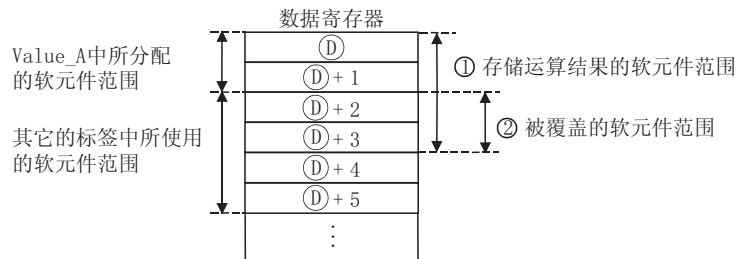 数据寄存器
Value_A中所分配
的软元件范围
其它的标签中所使用
的软元件范围
Ⓓ
Ⓓ+1
Ⓓ+2
Ⓓ+3
Ⓓ+4
Ⓓ+5
⋮
① 存储运算结果的软元件范围
② 被覆盖的软元件范围